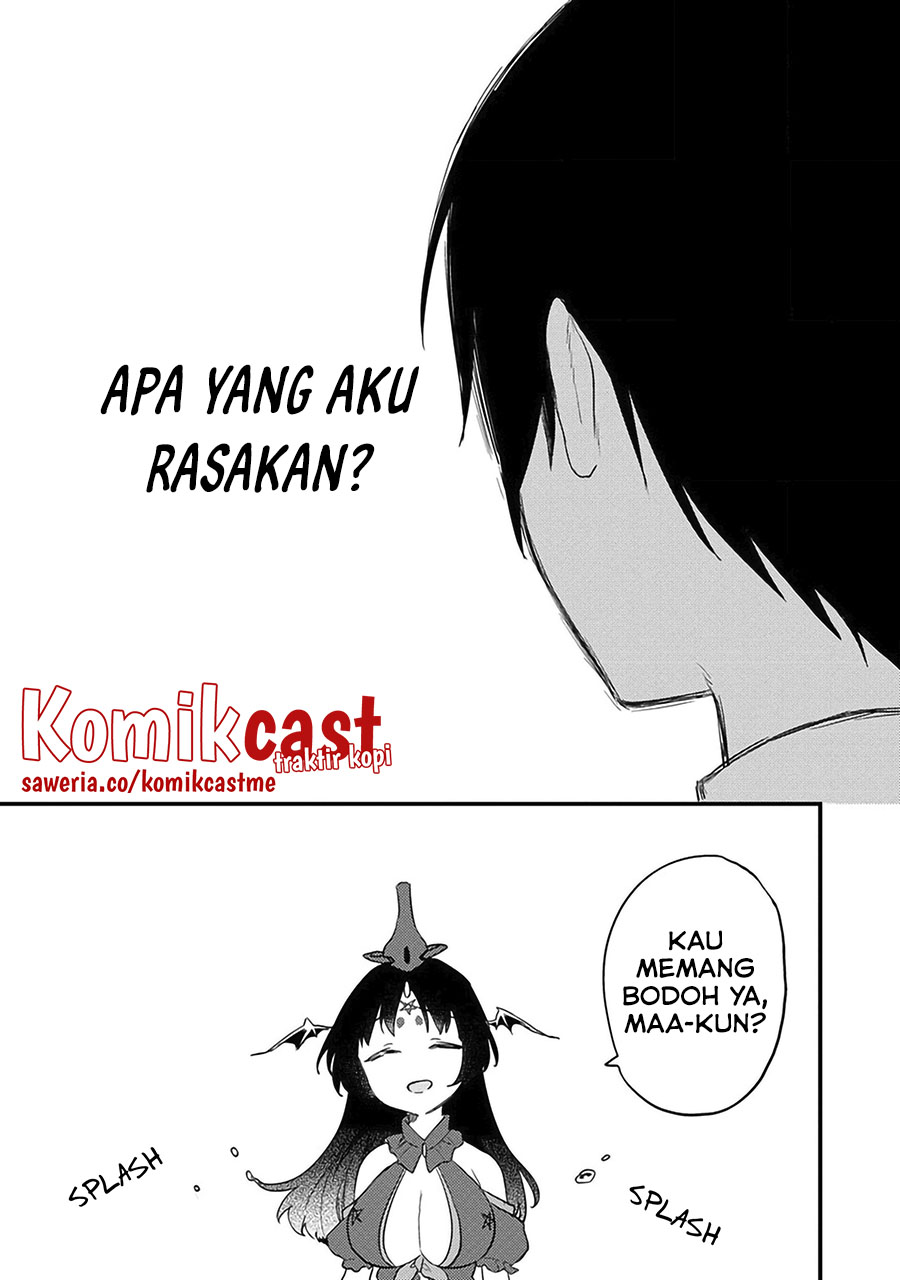 APA YANG AKU
RASAKAN?
Komikcast
traktir kopi
saweria.co/komikcastme
KAU
MEMANG
BODOH YA,
MAA-KUN?
SPLASH
SPLASH